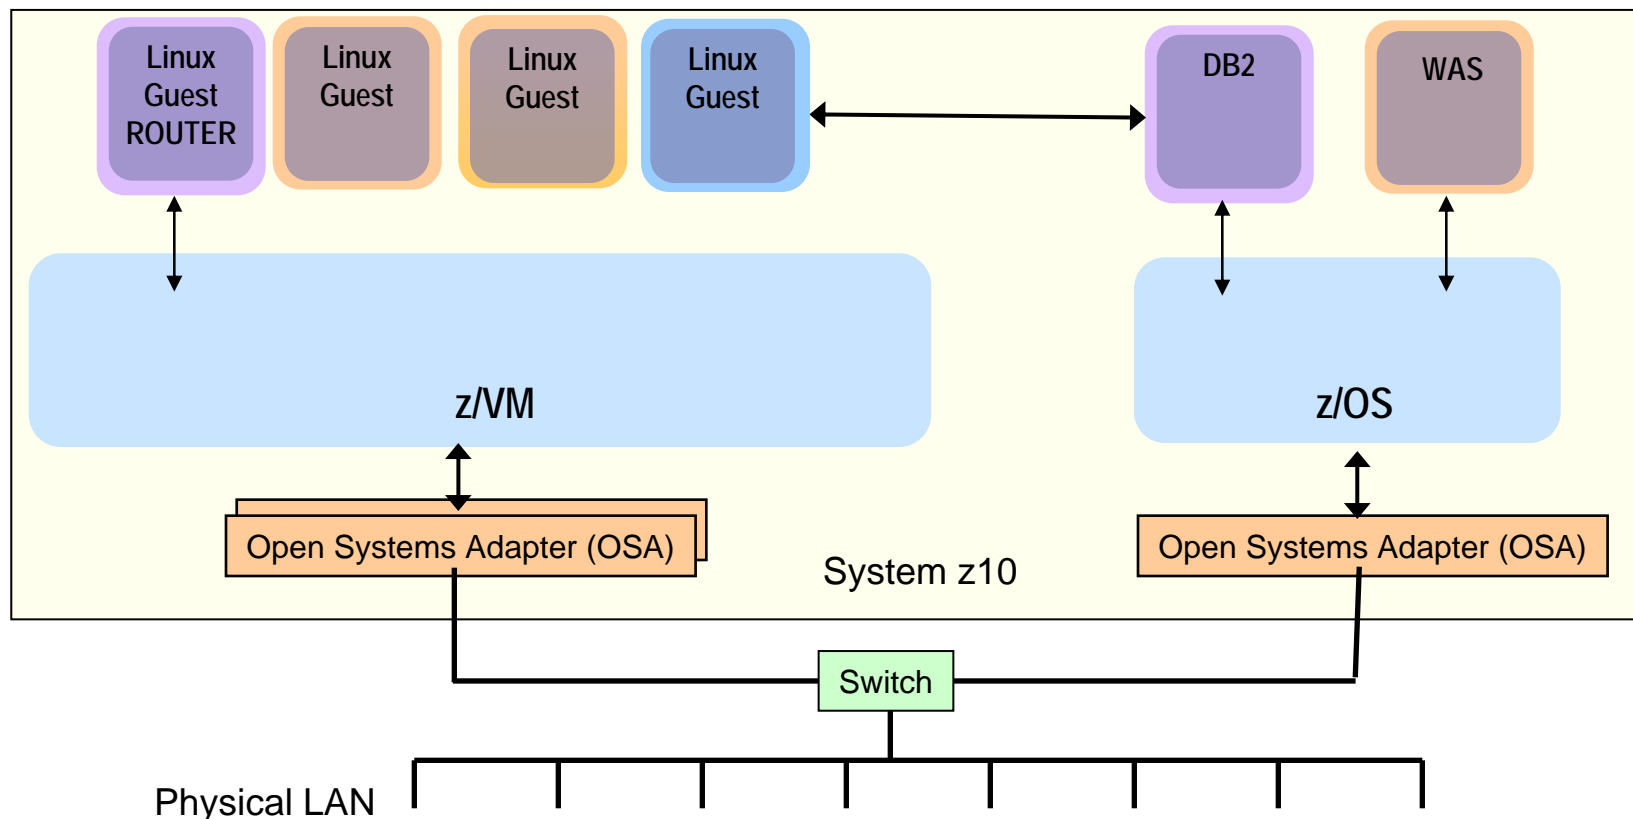 Linux
Guest
ROUTER
Linux
Guest
Linux
Guest
Linux
Guest
DB2
WAS
z/VM
z/OS
Open Systems Adapter (OSA)
Open Systems Adapter (OSA)
System z10
Switch
Physical LAN